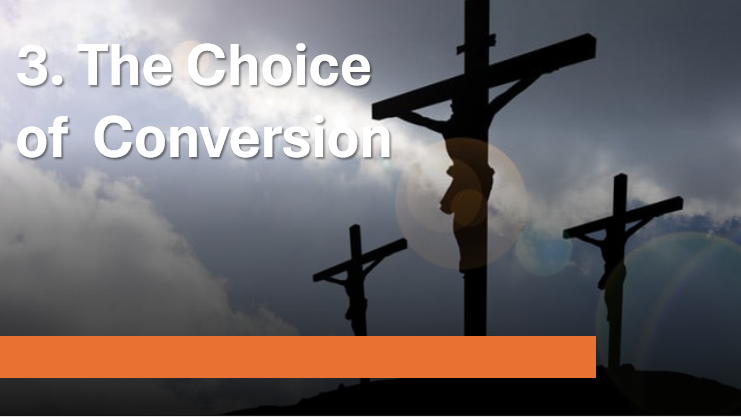 3. The Choice
of  Conversion